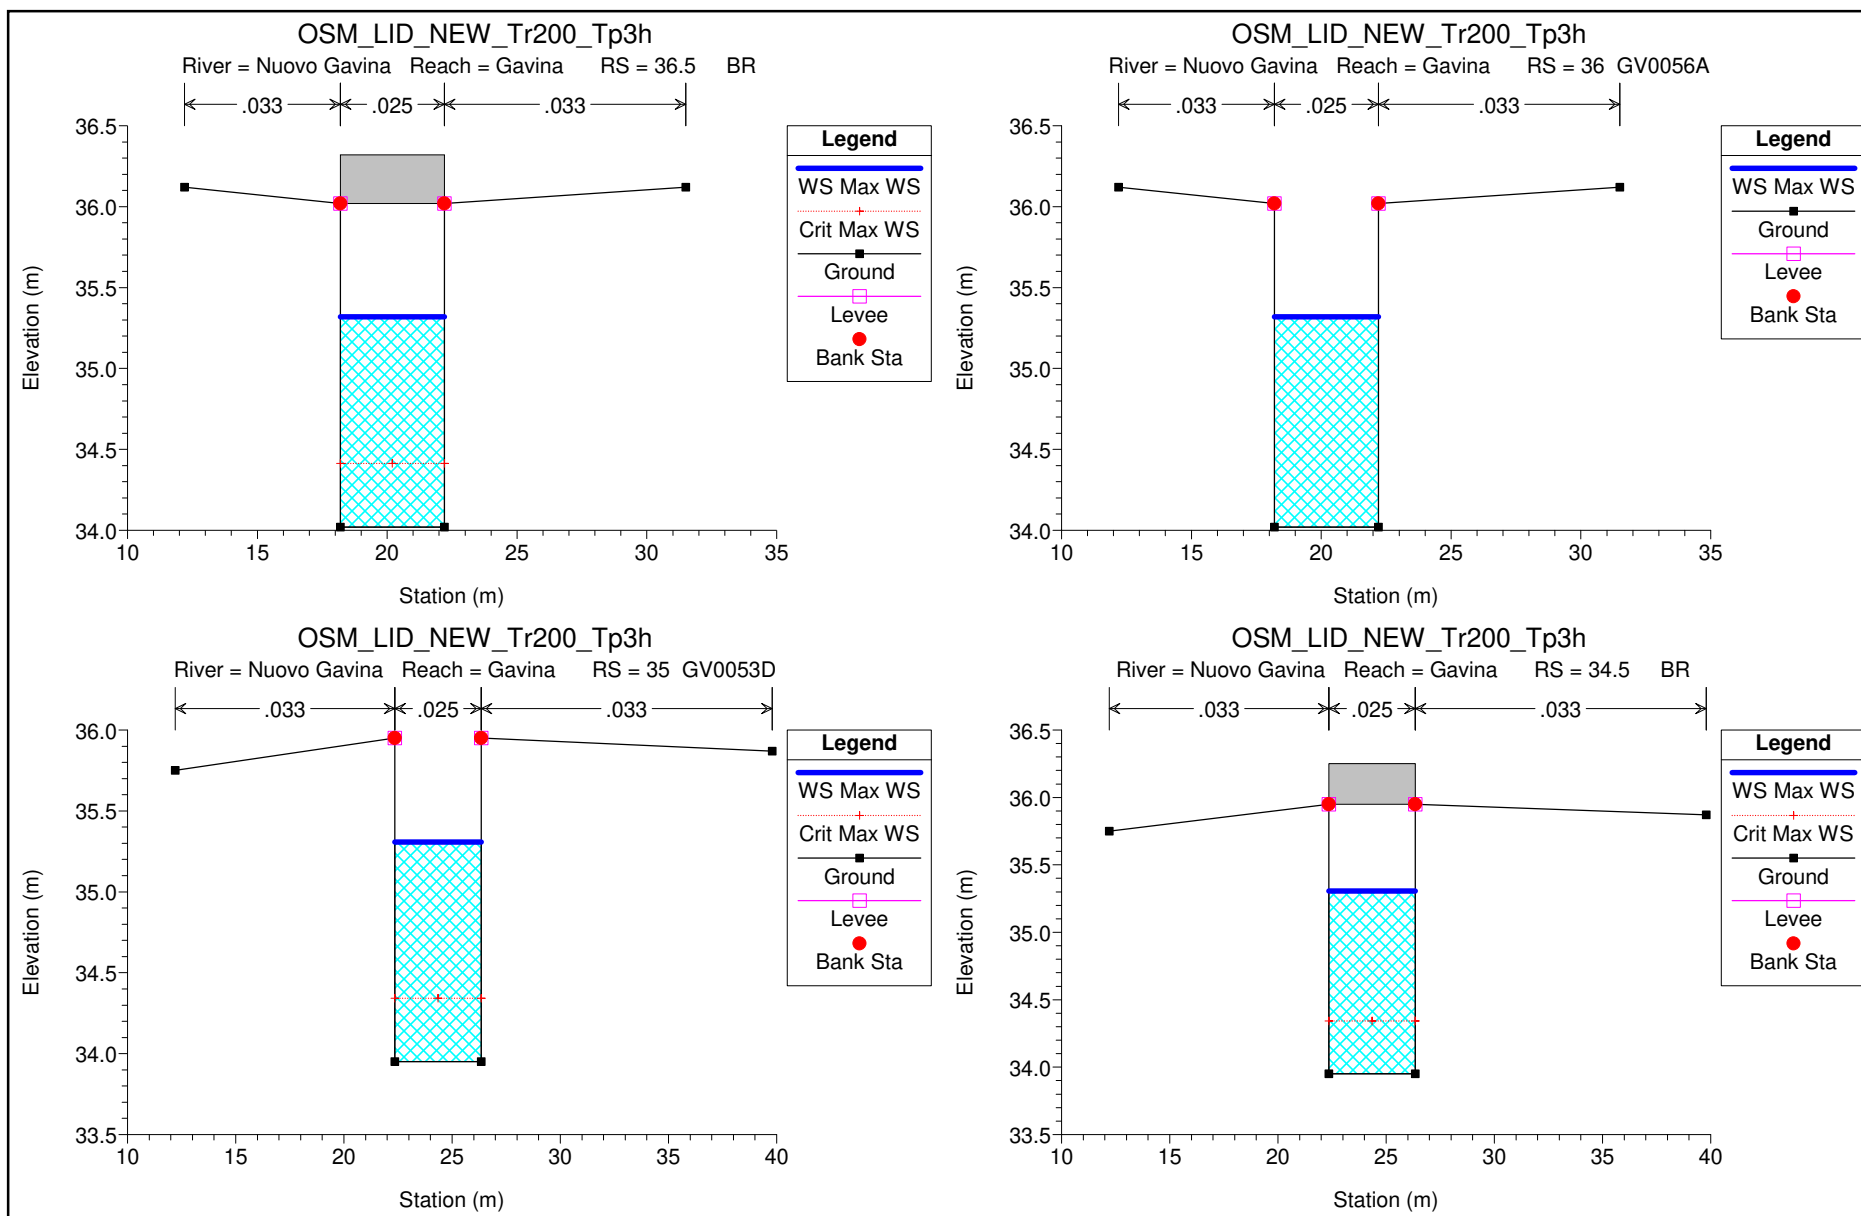 OSM_LID_NEW_Tr200_Tp3h
River = Nuovo Gavina Reach = Gavina RS = 36.5 BR
.033 .025 .033
36.5
36.0
35.5
35.0
34.5
34.0
Elevation (m)
10 15 20 25 30 35
Station (m)
Legend
WS Max WS
Crit Max WS
Ground
Levee
Bank Sta
OSM_LID_NEW_Tr200_Tp3h
River = Nuovo Gavina Reach = Gavina RS = 36 GV0056A
.033 .025 .033
36.5
36.0
35.5
35.0
34.5
34.0
Elevation (m)
10 15 20 25 30 35
Station (m)
Legend
WS Max WS
Ground
Levee
Bank Sta
OSM_LID_NEW_Tr200_Tp3h
River = Nuovo Gavina Reach = Gavina RS = 35 GV0053D
.033 .025 .033
36.0
35.5
35.0
34.5
34.0
33.5
Elevation (m)
10 15 20 25 30 35 40
Station (m)
Legend
WS Max WS
Crit Max WS
Ground
Levee
Bank Sta
OSM_LID_NEW_Tr200_Tp3h
River = Nuovo Gavina Reach = Gavina RS = 34.5 BR
.033 .025 .033
36.5
36.0
35.5
35.0
34.5
34.0
33.5
Elevation (m)
10 15 20 25 30 35 40
Station (m)
Legend
WS Max WS
Crit Max WS
Ground
Levee
Bank Sta